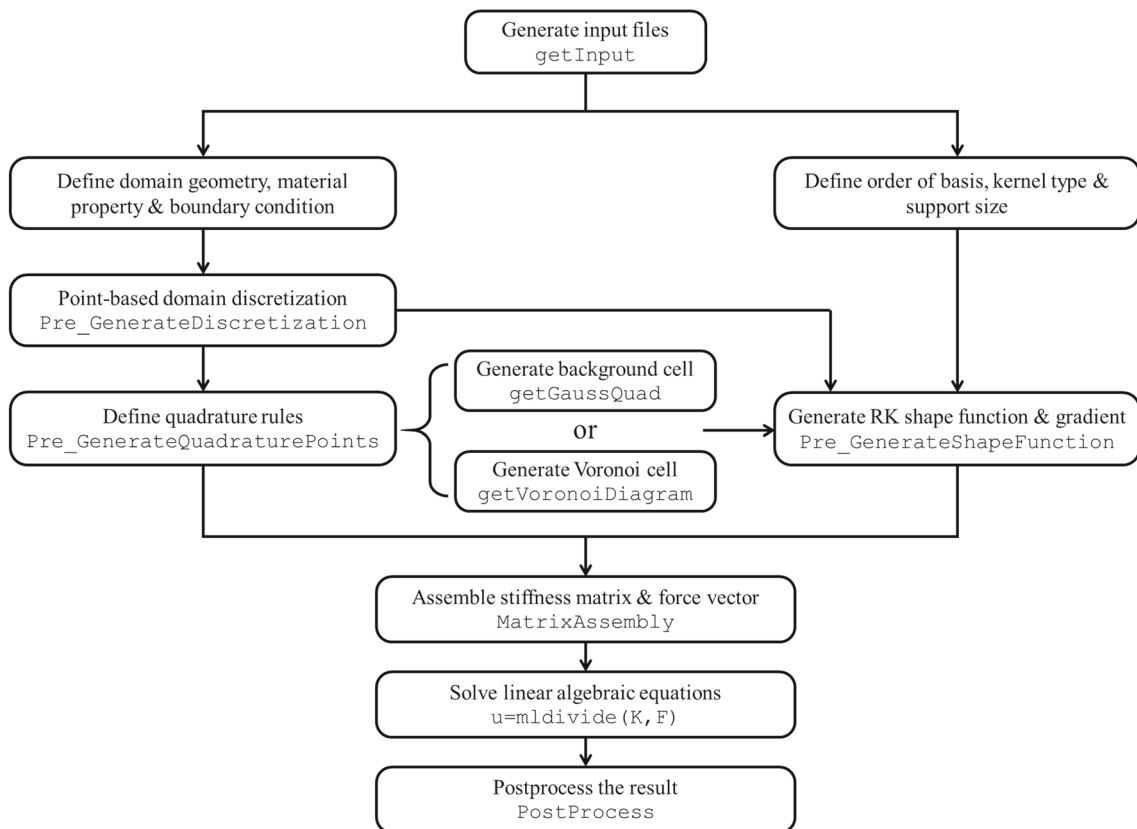 Generate input files
getInput
Define domain geometry, material
property & boundary condition
Define order of basis, kernel type &
support size
Point-based domain discretization
Pre_GenerateDiscretization
Generate background cell
getGaussQuad
Define quadrature rules
Pre_GenerateQuadraturePoints
or
Generate RK shape function & gradient
Pre_GenerateShapeFunction
Generate Voronoi cell
getVoronoiDiagram
Assemble stiffness matrix & force vector
MatrixAssembly
Solve linear algebraic equations
u=mldivide(K,F)
Postprocess the result
PostProcess